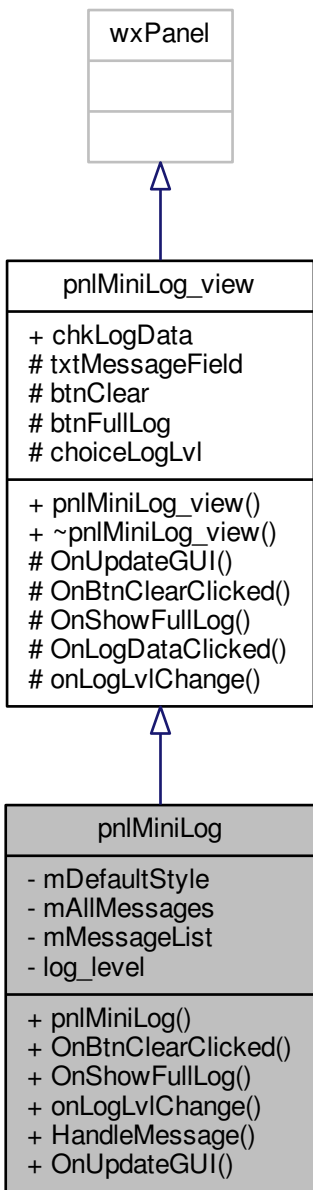 wxPanel
pnlMiniLog_view
+ chkLogData
# txtMessageField
# btnClear
# btnFullLog
# choiceLogLvl
+ pnlMiniLog_view()
+ ~pnlMiniLog_view()
# OnUpdateGUI()
# OnBtnClearClicked()
# OnShowFullLog()
# OnLogDataClicked()
# onLogLvlChange()
pnlMiniLog
- mDefaultStyle
- mAllMessages
- mMessageList
- log_level
+ pnlMiniLog()
+ OnBtnClearClicked()
+ OnShowFullLog()
+ onLogLvlChange()
+ HandleMessage()
+ OnUpdateGUI()